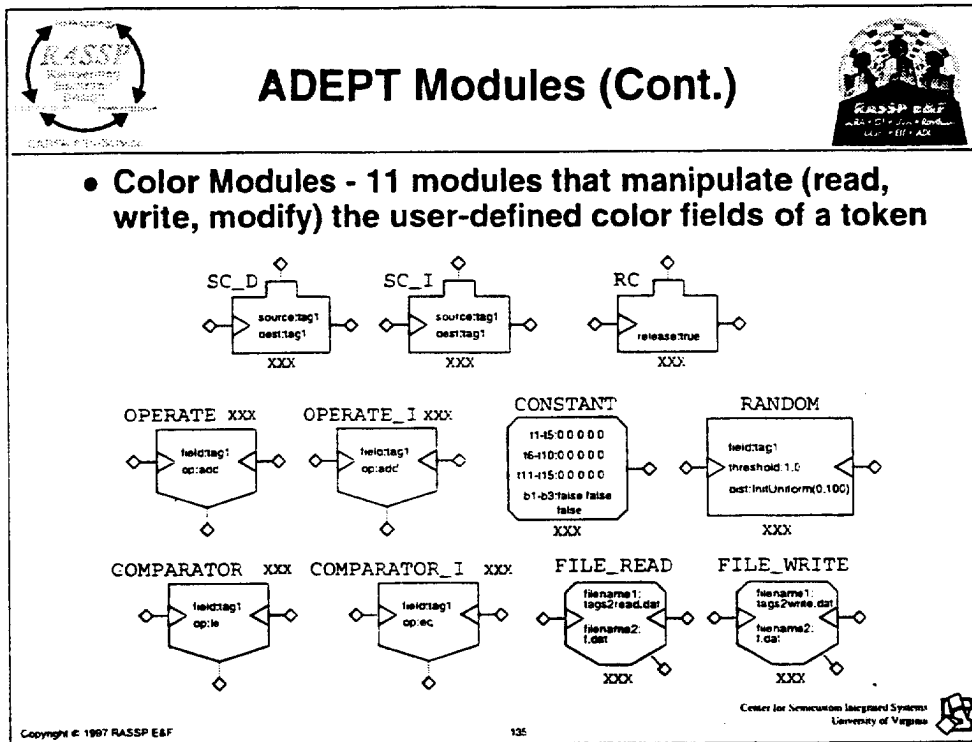 RASSP
ADEPT Modules (Cont.)
RASSP E&F
• Color Modules - 11 modules that manipulate (read,
write, modify) the user-defined color fields of a token
SC_D
source:tag1
dest:tag1
XXX
SC_I
source:tag1
dest:tag1
XXX
RC
release:true
XXX
OPERATE XXX
field:tag1
op:add
OPERATE_I XXX
field:tag1
op:add
CONSTANT
t1-t5:0 0 0 0 0
t6-t10:0 0 0 0 0
t11-t15:0 0 0 0 0
b1-b3:false false
false
XXX
RANDOM
field:tag1
threshold:1.0
dist:InitUniform(0,100)
XXX
COMPARATOR XXX
field:tag1
op:le
COMPARATOR_I XXX
field:tag1
op:eq
FILE_READ
filename1:
tags2read.dat
filename2:
f.dat
XXX
FILE_WRITE
filename1:
tags2write.dat
filename2:
f.dat
XXX
Copyright © 1997 RASSP E&F
135
Center for Semicustom Integrated Systems
University of Virginia